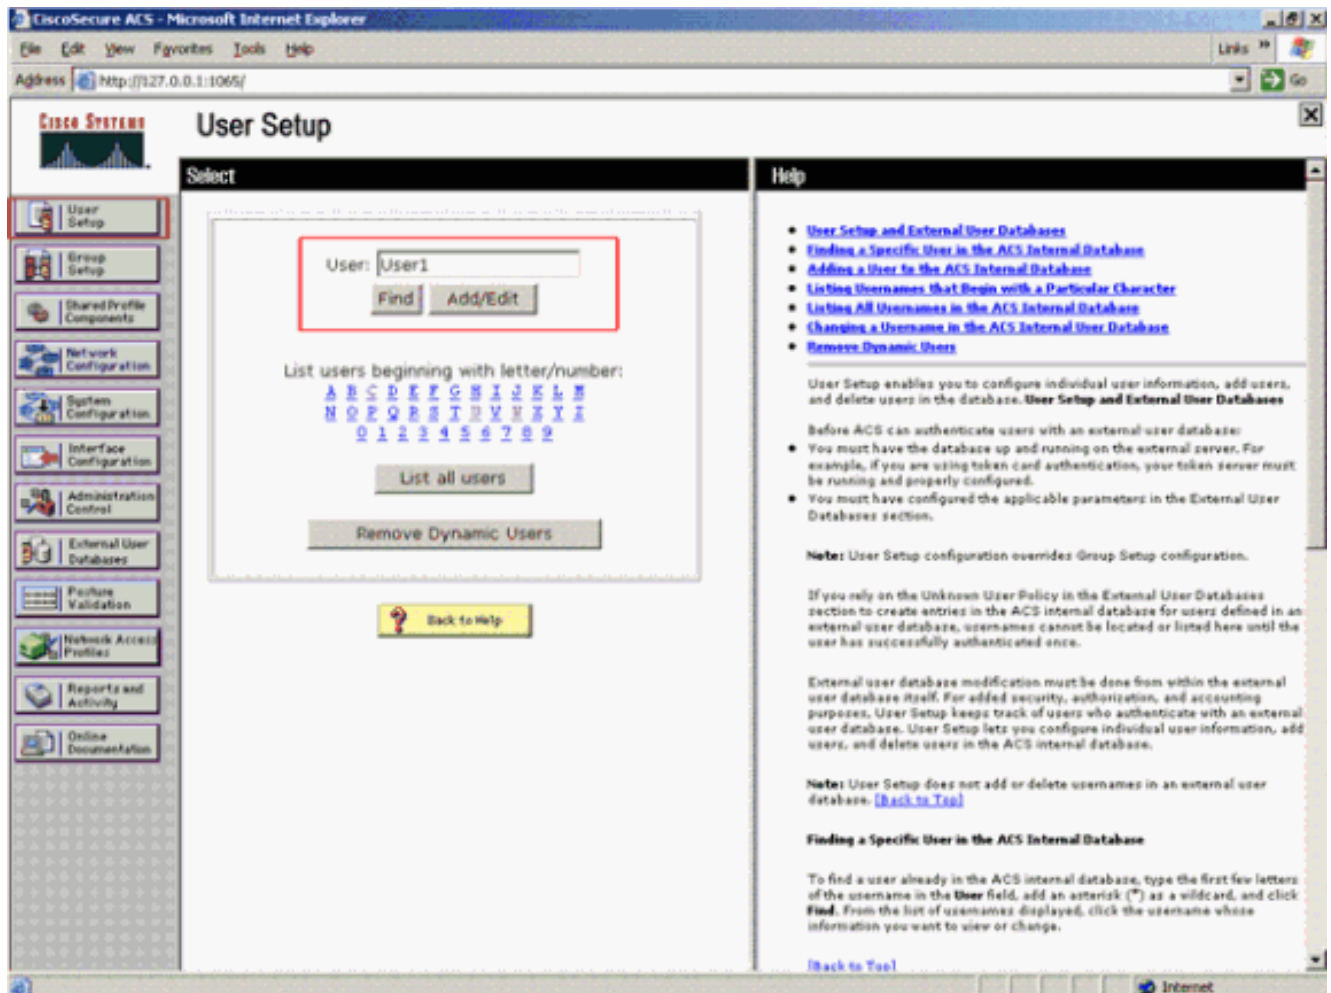 CiscoSecure ACS - Microsoft Internet Explorer
File Edit View Favorites Tools Help
Links »
Address http://127.0.0.1:1065/
Go
CISCO SYSTEMS
User Setup
Select
User
Setup
Group
Setup
Shared Profile
Components
Network
Configuration
System
Configuration
Interface
Configuration
Administration
Control
External User
Databases
Posture
Validation
Network Access
Profiles
Reports and
Activity
Online
Documentation
User: User1
Find Add/Edit
List users beginning with letter/number:
A B C D E F G H I J K L M
N O P Q R S T U V W X Y Z
0 1 2 3 4 5 6 7 8 9
List all users
Remove Dynamic Users
Back to Help
Help
User Setup and External User Databases
Finding a Specific User in the ACS Internal Database
Adding a User to the ACS Internal Database
Listing Usernames that Begin with a Particular Character
Listing All Usernames in the ACS Internal Database
Changing a Username in the ACS Internal User Database
Remove Dynamic Users
User Setup enables you to configure individual user information, add users,
and delete users in the database. User Setup and External User Databases
Before ACS can authenticate users with an external user database:
You must have the database up and running on the external server. For
example, if you are using token card authentication, your token server must
be running and properly configured.
You must have configured the applicable parameters in the External User
Databases section.
Note: User Setup configuration overrides Group Setup configuration.
If you rely on the Unknown User Policy in the External User Databases
section to create entries in the ACS internal database for users defined in an
external user database, usernames cannot be located or listed here until the
user has successfully authenticated once.
External user database modification must be done from within the external
user database itself. For added security, authorization, and accounting
purposes, User Setup keeps track of users who authenticate with an external
user database. User Setup lets you configure individual user information, add
users, and delete users in the ACS internal database.
Note: User Setup does not add or delete usernames in an external user
database. [Back to Top]
Finding a Specific User in the ACS Internal Database
To find a user already in the ACS internal database, type the first few letters
of the username in the User field, add an asterisk (*) as a wildcard, and click
Find. From the list of usernames displayed, click the username whose
information you want to view or change.
[Back to Top]
Internet